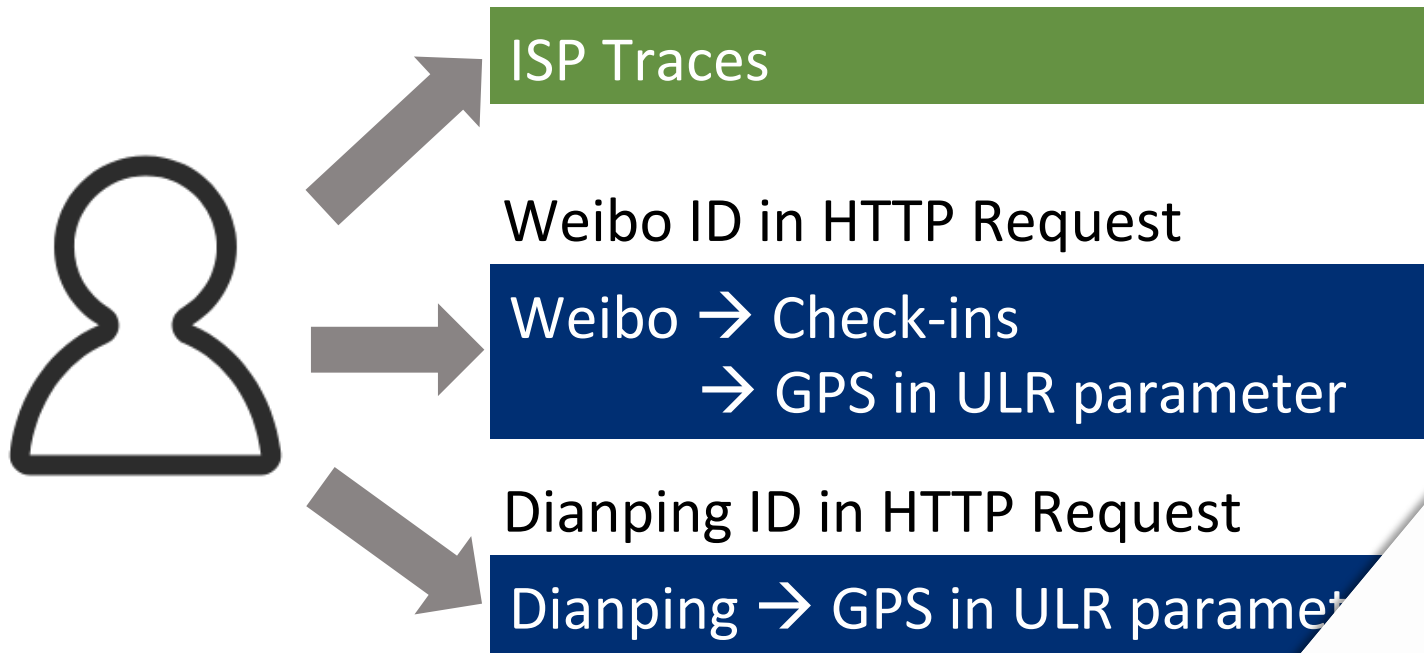 ISP Traces
Weibo ID in HTTP Request
Weibo → Check-ins
→ GPS in ULR parameter
Dianping ID in HTTP Request
Dianping → GPS in ULR